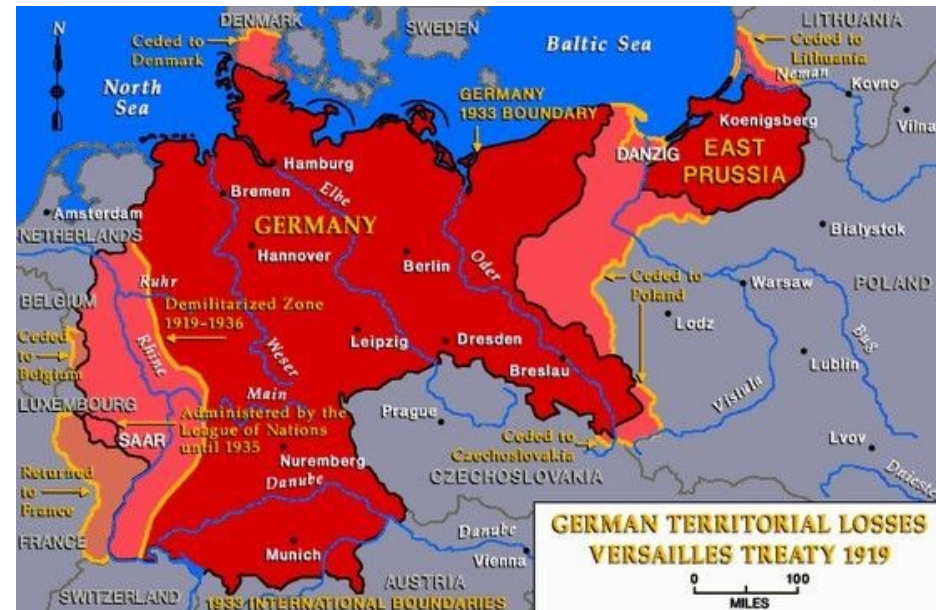 DENMARK
SWEDEN
LITHUANIA
N
Ceded to
Denmark
Baltic Sea
Ceded to
Lithuania
North
Sea
Neman
Kovno
GERMANY
1933 BOUNDARY
Koenigsberg
Vilna
Hamburg
DANZIG
EAST
PRUSSIA
Bremen
Elbe
Amsterdam
NETHERLANDS
GERMANY
Bialystok
Hannover
Berlin
Oder
Ceded to
Poland
Ruhr
Warsaw
POLAND
BELGIUM
Demilitarized Zone
1919-1936
Lodz
Ceded
to
Belgium
Rhine
Weser
Leipzig
Dresden
Bug
Breslau
Lublin
LUXEMBOURG
Main
Prague
Vistula
Administered by the
League of Nations
until 1935
SAAR
Ceded to
Czechoslovakia
Lvov
Nuremberg
Returned
to
France
Danube
CZECHOSLOVAKIA
Dnieste
FRANCE
Danube
Munich
Vienna
GERMAN TERRITORIAL LOSSES
VERSAILLES TREATY 1919
0 100
MILES
SWITZERLAND
AUSTRIA
1933 INTERNATIONAL BOUNDARIES